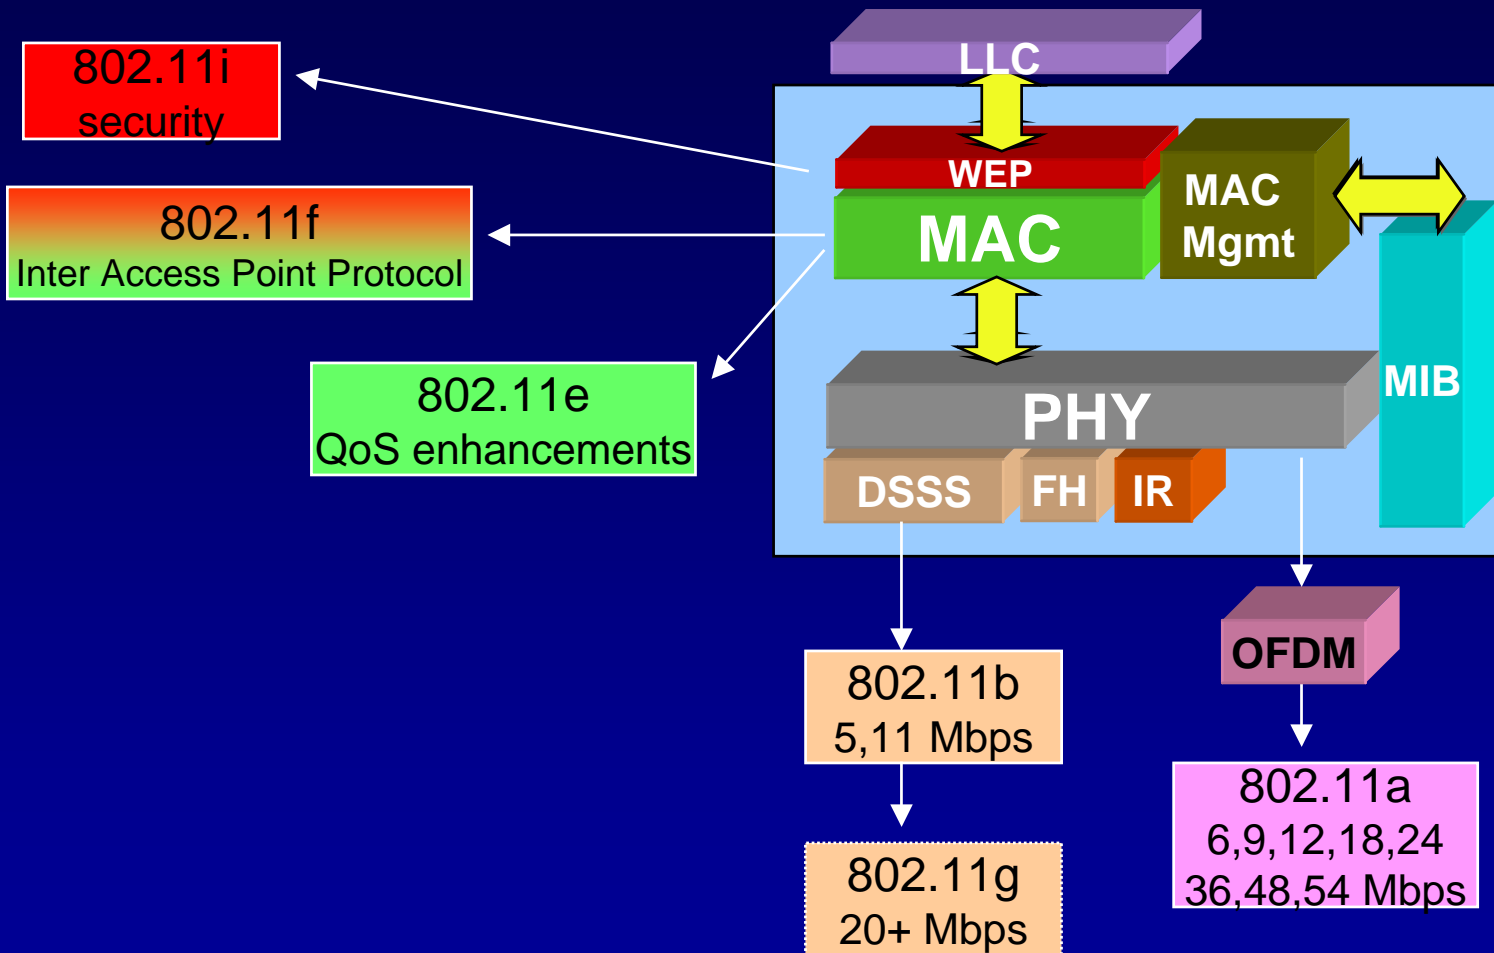 LLC
802.11i
security
WEP
MAC
MAC
Mgmt
802.11f
Inter Access Point Protocol
802.11e
QoS enhancements
PHY
MIB
DSSS
FH
IR
OFDM
802.11b
5,11 Mbps
802.11a
6,9,12,18,24
36,48,54 Mbps
802.11g
20+ Mbps